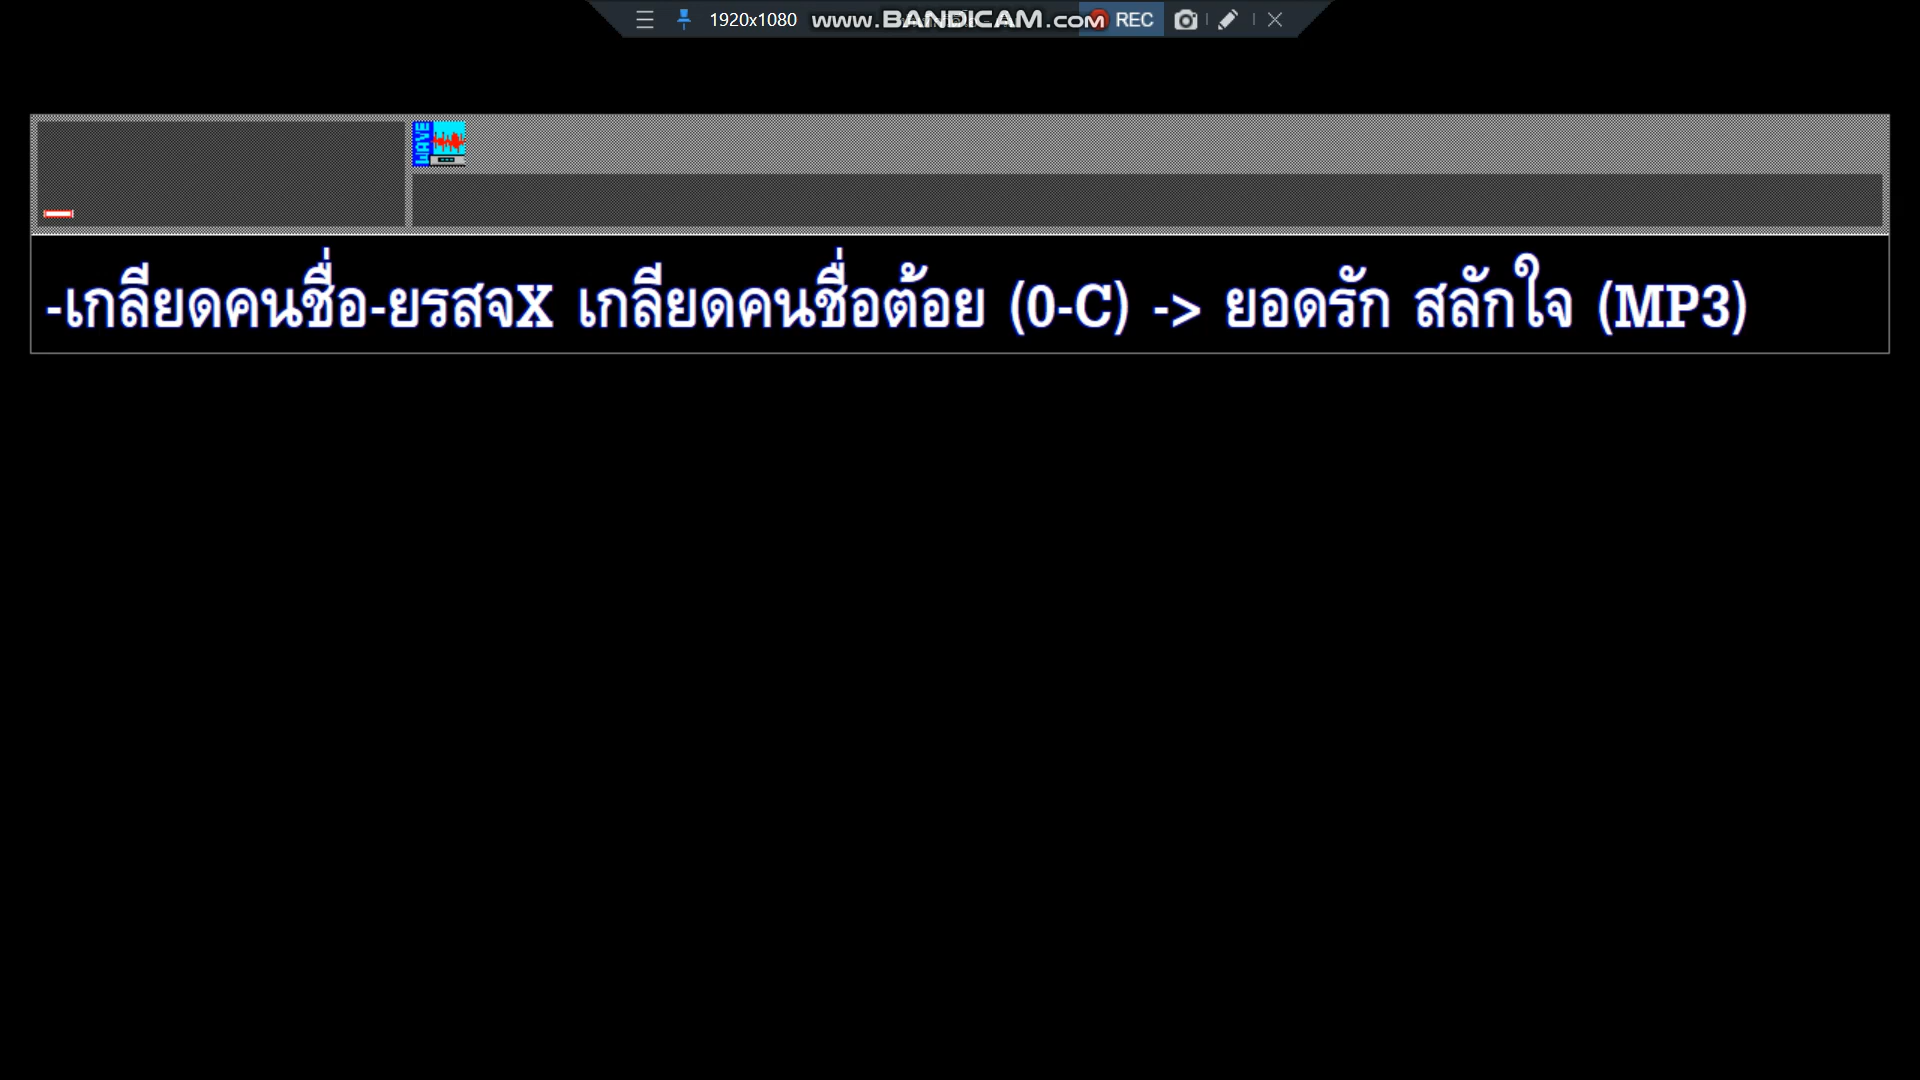 1920x1080 www.BANDICAM.com REC
WAVE
-เกลียดคนชื่อ-ยรสจX เกลียดคนชื่อต้อย (0-C) -> ยอดรัก สลักใจ (MP3)